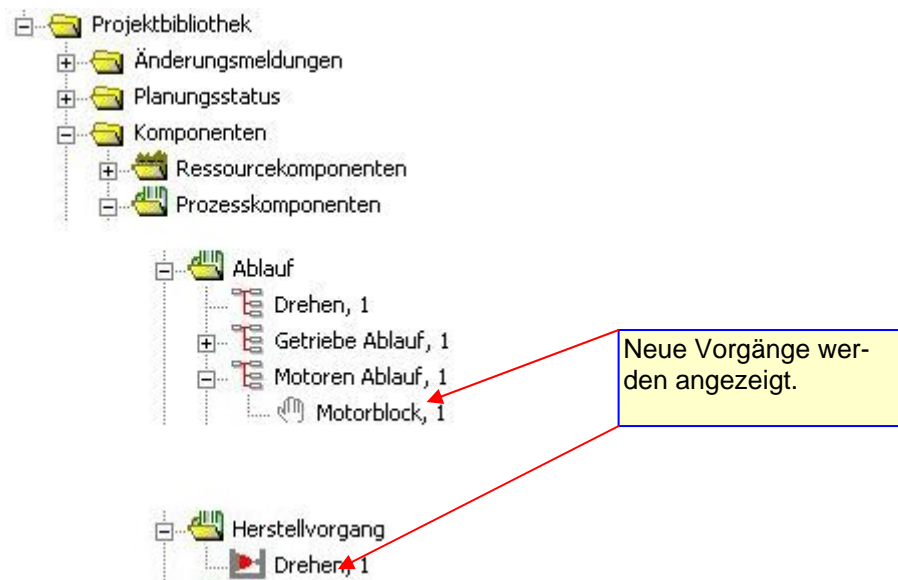 Projektbibliothek
Änderungsmeldungen
Planungsstatus
Komponenten
Ressourcekomponenten
Prozesskomponenten
Ablauf
Drehen, 1
Getriebe Ablauf, 1
Motoren Ablauf, 1
Motorblock, 1
Neue Vorgänge wer-
den angezeigt.
Herstellvorgang
Drehen, 1